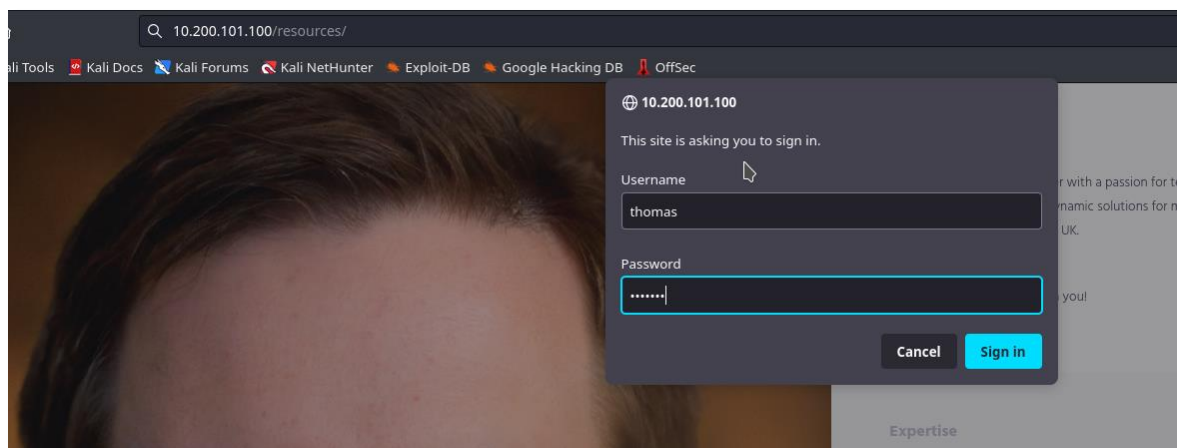 10.200.101.100/resources/
ali Tools Kali Docs Kali Forums Kali NetHunter Exploit-DB Google Hacking DB OffSec
10.200.101.100
This site is asking you to sign in.
Username
thomas
Password
•••••••
Cancel Sign in
r with a passion for t
namic solutions for
UK.
you!
Expertise